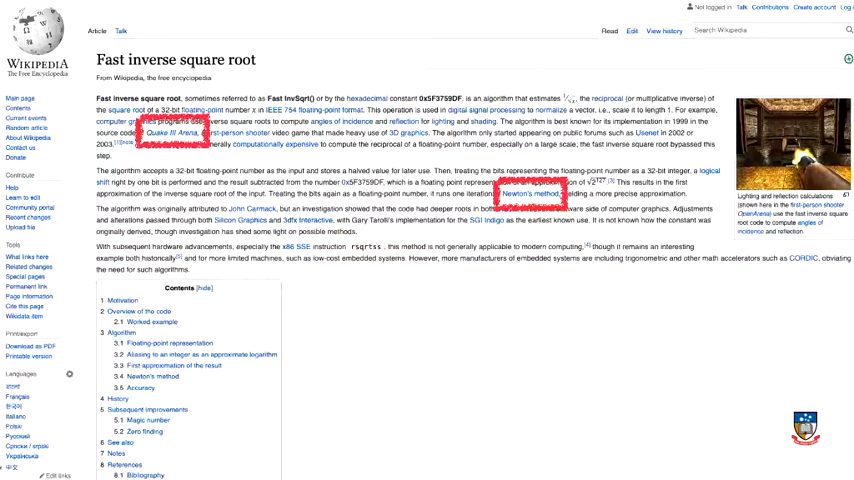 Not logged in Talk Contributions Create account Log i
Article Talk
Read Edit View history
Search Wikipedia
WIKIPEDIA
The Free Encyclopedia
Main page
Contents
Current events
Random article
About Wikipedia
Contact us
Donate
Contribute
Help
Learn to edit
Community portal
Recent changes
Upload file
Tools
What links here
Related changes
Special pages
Permanent link
Page information
Cite this page
Wikidata item
Print/export
Download as PDF
Printable version
Languages
Français
한국어
Italiano
Polski
Русский
Српски / srpski
Українська
中文
Edit links
Fast inverse square root
From Wikipedia, the free encyclopedia
Fast inverse square root, sometimes referred to as Fast InvSqrt() or by the hexadecimal constant 0x5F3759DF, is an algorithm that estimates 1⁄√x, the reciprocal (or multiplicative inverse) of
the square root of a 32-bit floating-point number x in IEEE 754 floating-point format. This operation is used in digital signal processing to normalize a vector, i.e., scale it to length 1. For example,
computer graphics programs use inverse square roots to compute angles of incidence and reflection for lighting and shading. The algorithm is best known for its implementation in 1999 in the
source code Quake III Arena, first-person shooter video game that made heavy use of 3D graphics. The algorithm only started appearing on public forums such as Usenet in 2002 or
2003.[1] generally computationally expensive to compute the reciprocal of a floating-point number, especially on a large scale; the fast inverse square root bypassed this
step.
The algorithm accepts a 32-bit floating-point number as the input and stores a halved value for later use. Then, treating the bits representing the floating-point number as a 32-bit integer, a logical
shift right by one bit is performed and the result subtracted from the number 0x5F3759DF, which is a floating point representation of an approximation of √2¹²⁷.[3] This results in the first
approximation of the inverse square root of the input. Treating the bits again as a floating-point number, it runs one iteration Newton's method, yielding a more precise approximation.
The algorithm was originally attributed to John Carmack, but an investigation showed that the code had deeper roots in both ware side of computer graphics. Adjustments
and alterations passed through both Silicon Graphics and 3dfx Interactive, with Gary Tarolli's implementation for the SGI Indigo as the earliest known use. It is not known how the constant was
originally derived, though investigation has shed some light on possible methods.
With subsequent hardware advancements, especially the x86 SSE instruction rsqrtss, this method is not generally applicable to modern computing,[4] though it remains an interesting
example both historically[5] and for more limited machines, such as low-cost embedded systems. However, more manufacturers of embedded systems are including trigonometric and other math accelerators such as CORDIC, obviating
the need for such algorithms.
Lighting and reflection calculations
(shown here in the first-person shooter
OpenArena) use the fast inverse square
root code to compute angles of
incidence and reflection.
Contents [hide]
1 Motivation
2 Overview of the code
2.1 Worked example
3 Algorithm
3.1 Floating-point representation
3.2 Aliasing to an integer as an approximate logarithm
3.3 First approximation of the result
3.4 Newton's method
3.5 Accuracy
4 History
5 Subsequent improvements
5.1 Magic number
5.2 Zero finding
6 See also
7 Notes
8 References
8.1 Bibliography